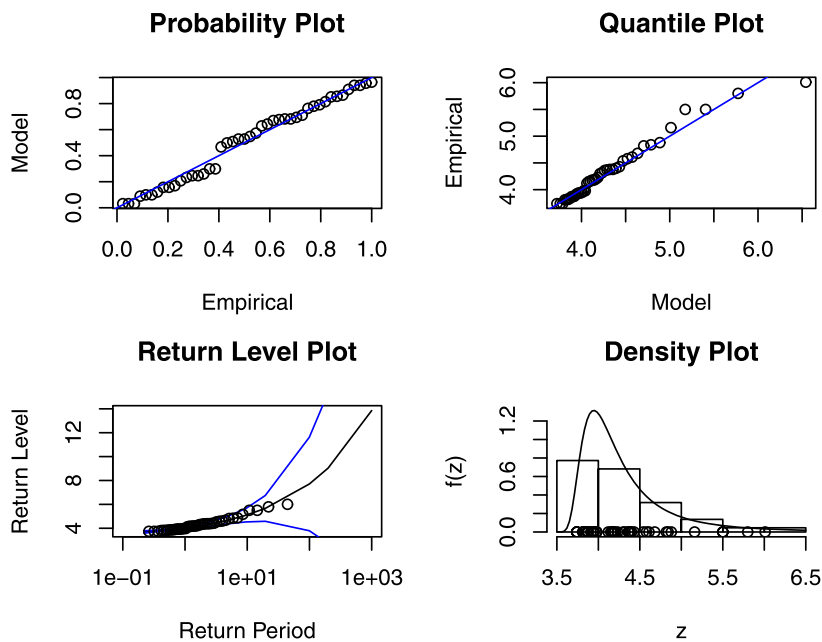 Probability Plot
Model
0.0 0.4 0.8
0.0 0.2 0.4 0.6 0.8 1.0
Empirical
Quantile Plot
Empirical
4.0 5.0 6.0
4.0 5.0 6.0
Model
Return Level Plot
Return Level
4 8 12
1e−01 1e+01 1e+03
Return Period
Density Plot
f(z)
0.0 0.6 1.2
3.5 4.5 5.5 6.5
z